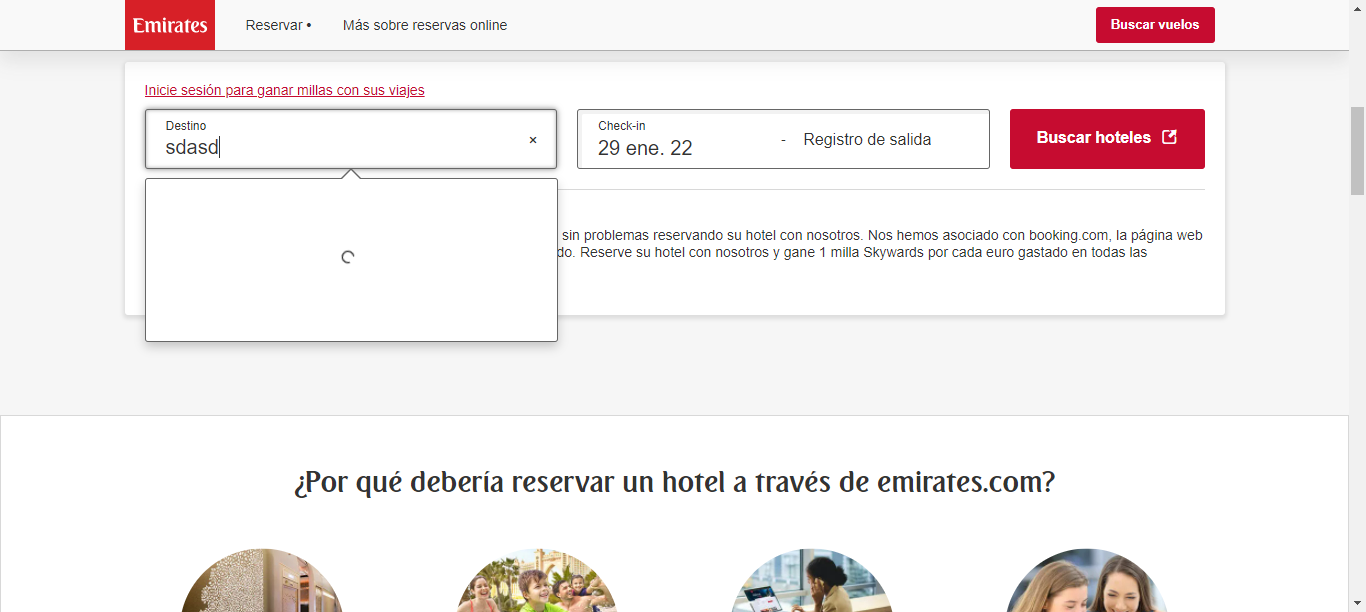 Emirates
Reservar •
Más sobre reservas online
Buscar vuelos
Inicie sesión para ganar millas con sus viajes
Destino
sdasd
×
Check-in
29 ene. 22
-
Registro de salida
Buscar hoteles
sin problemas reservando su hotel con nosotros. Nos hemos asociado con booking.com, la página web
do. Reserve su hotel con nosotros y gane 1 milla Skywards por cada euro gastado en todas las
¿Por qué debería reservar un hotel a través de emirates.com?